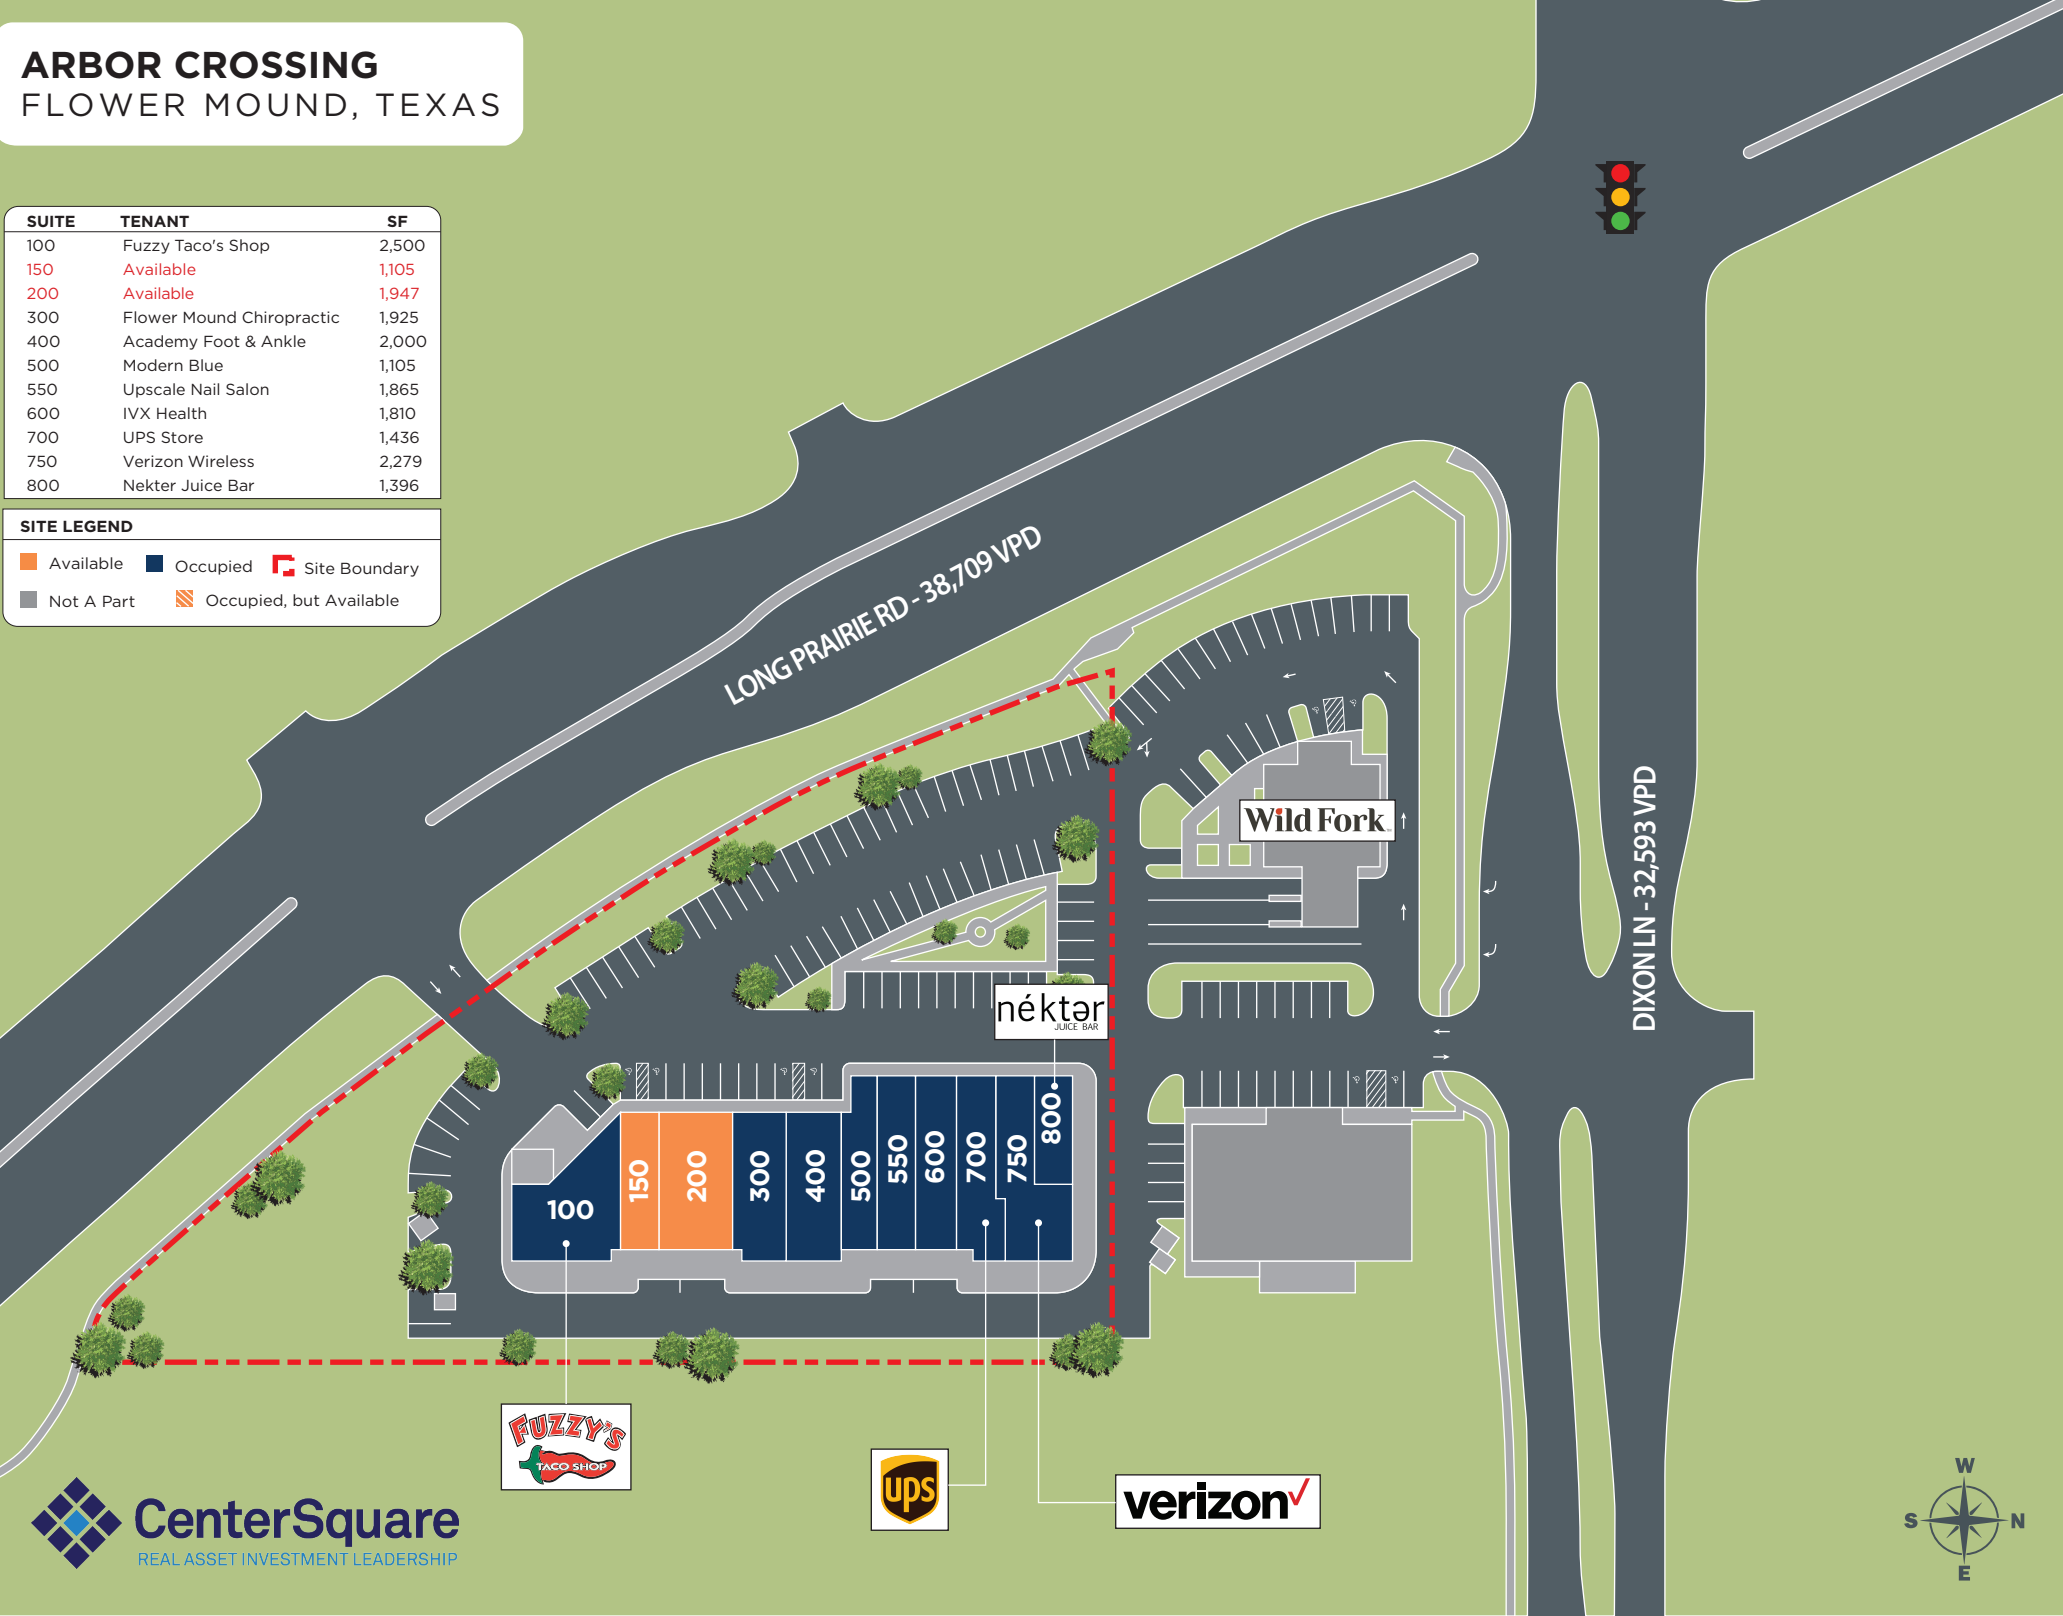 ARBOR CROSSING
FLOWER MOUND, TEXAS
SUITE TENANT SF
100 Fuzzy Taco's Shop 2,500
150 Available 1,105
200 Available 1,947
300 Flower Mound Chiropractic 1,925
400 Academy Foot & Ankle 2,000
500 Modern Blue 1,105
550 Upscale Nail Salon 1,865
600 IVX Health 1,810
700 UPS Store 1,436
750 Verizon Wireless 2,279
800 Nekter Juice Bar 1,396
SITE LEGEND
Available Occupied Site Boundary
Not A Part Occupied, but Available
LONG PRAIRIE RD - 38,709 VPD
DIXON LN - 32,593 VPD
Wild Fork
néktər
JUICE BAR
100
150
200
300
400
500
550
600
700
750
800
FUZZY'S
TACO SHOP
ups
verizon
CenterSquare
REAL ASSET INVESTMENT LEADERSHIP
W
S N
E